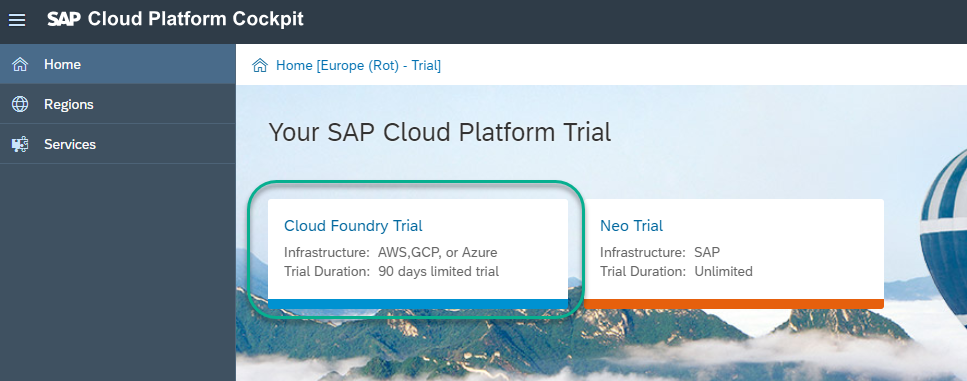 SAP Cloud Platform Cockpit
Home
Regions
Services
Home [Europe (Rot) - Trial]
Your SAP Cloud Platform Trial
Cloud Foundry Trial
Infrastructure: AWS,GCP, or Azure
Trial Duration: 90 days limited trial
Neo Trial
Infrastructure: SAP
Trial Duration: Unlimited